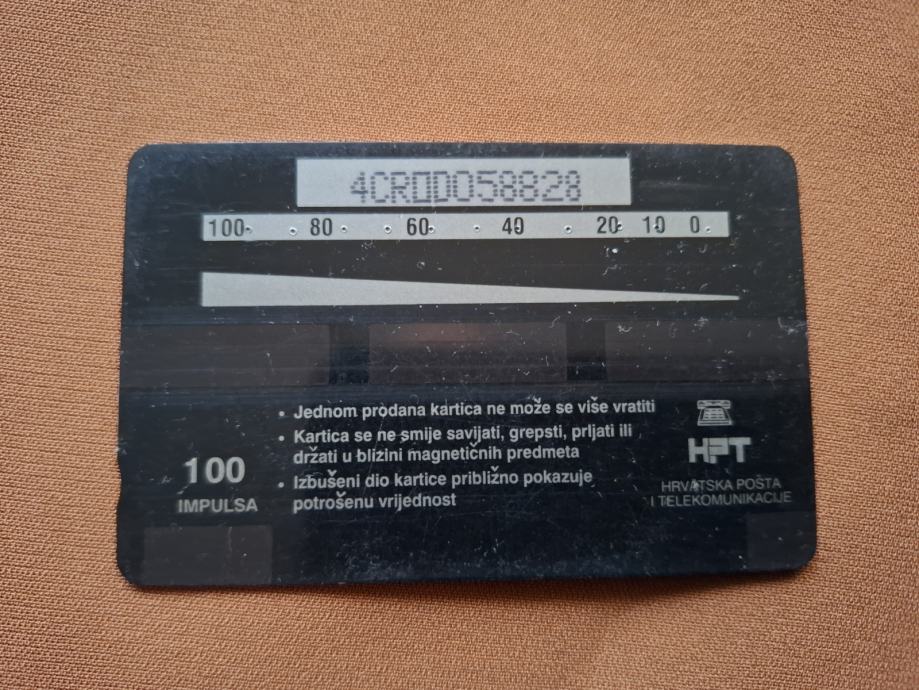 4CRODO58828
100 80 60 40 20 10 0
• Jednom prodana kartica ne može se više vratiti
• Kartica se ne smije savijati, grepsti, prljati ili
držati u blizini magnetičnih predmeta
• Izbušeni dio kartice približno pokazuje
potrošenu vrijednost
100
IMPULSA
HPT
HRVATSKA POŠTA
I TELEKOMUNIKACIJE